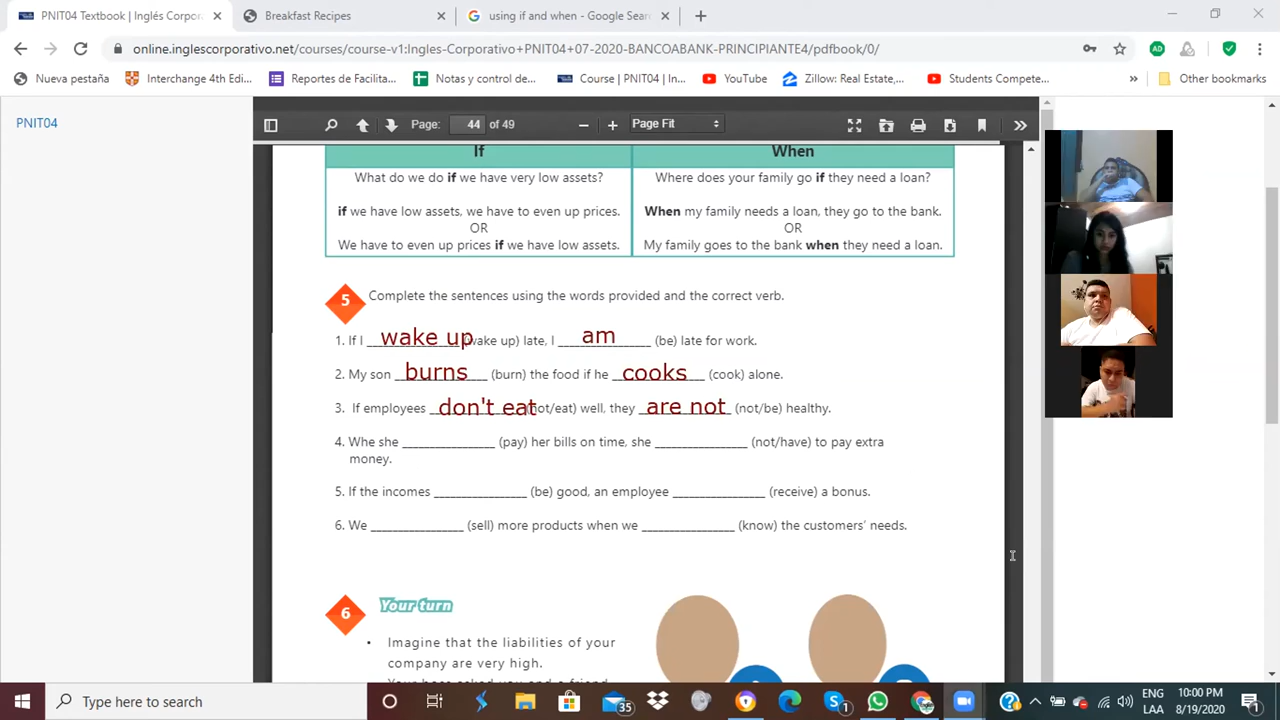 PNIT04 Textbook | Inglés Corpor
Breakfast Recipes
using if and when - Google Sear
online.inglescorporativo.net/courses/course-v1:Ingles-Corporativo+PNIT04+07-2020-BANCOABANK-PRINCIPIANTE4/pdfbook/0/
Nueva pestaña
Interchange 4th Edi...
Reportes de Facilita...
Notas y control de...
Course | PNIT04 | In...
YouTube
Zillow: Real Estate,...
Students Compete...
Other bookmarks
PNIT04
Page: 44 of 49
Page Fit
If When
What do we do if we have very low assets?
if we have low assets, we have to even up prices.
OR
We have to even up prices if we have low assets.
Where does your family go if they need a loan?
When my family needs a loan, they go to the bank.
OR
My family goes to the bank when they need a loan.
5 Complete the sentences using the words provided and the correct verb.
1. If I wake up (wake up) late, I am (be) late for work.
2. My son burns (burn) the food if he cooks (cook) alone.
3. If employees don't eat (not/eat) well, they are not (not/be) healthy.
4. Whe she ________________ (pay) her bills on time, she ________________ (not/have) to pay extra
money.
5. If the incomes ________________ (be) good, an employee ________________ (receive) a bonus.
6. We ________________ (sell) more products when we ________________ (know) the customers' needs.
6 Your turn
• Imagine that the liabilities of your
company are very high.
Type here to search
35
1
ENG
LAA
10:00 PM
8/19/2020
1